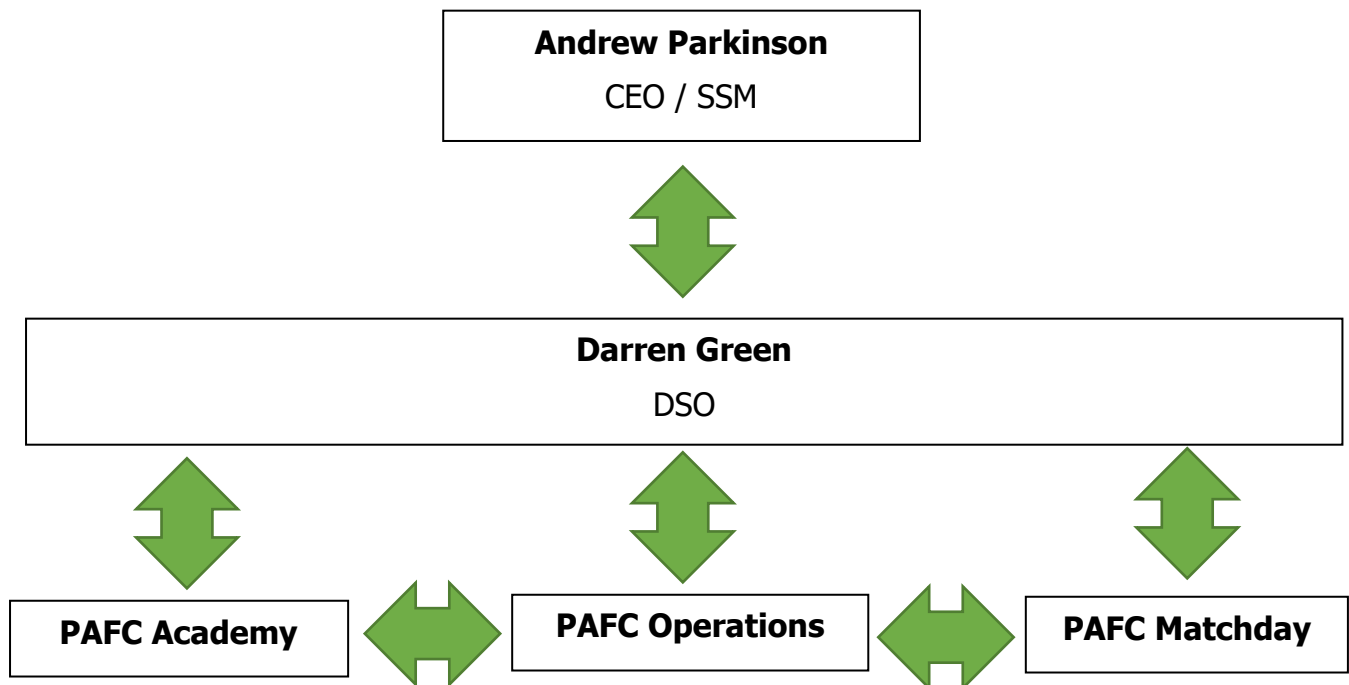 Andrew Parkinson
CEO / SSM
Darren Green
DSO
PAFC Academy
PAFC Operations
PAFC Matchday